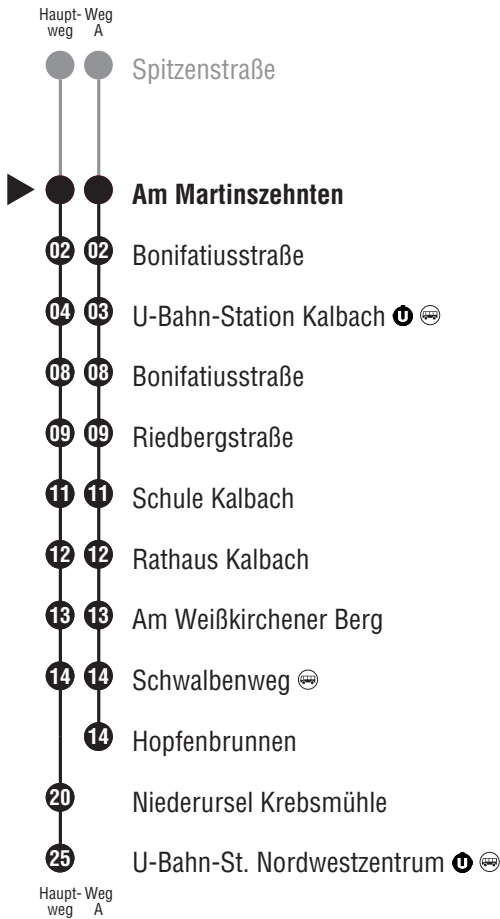 Haupt- Weg
weg A
Spitzenstraße
Am Martinszehnten
02 02 Bonifatiusstraße
04 03 U-Bahn-Station Kalbach U
08 08 Bonifatiusstraße
09 09 Riedbergstraße
11 11 Schule Kalbach
12 12 Rathaus Kalbach
13 13 Am Weißkirchener Berg
14 14 Schwalbenweg
14 Hopfenbrunnen
20 Niederursel Krebsmühle
25 U-Bahn-St. Nordwestzentrum U
Haupt- Weg
weg A